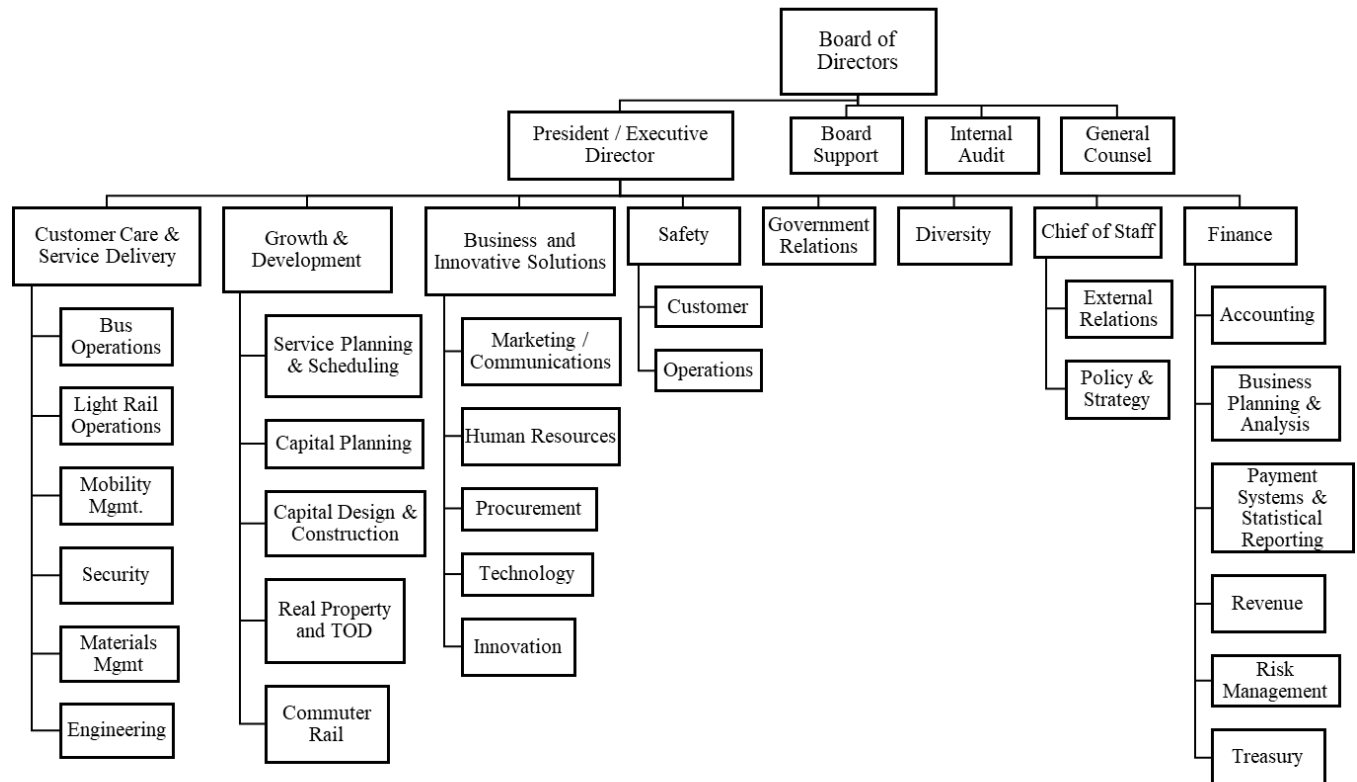 Board of
Directors
President / Executive
Director
Board
Support
Internal
Audit
General
Counsel
Customer Care &
Service Delivery
Growth &
Development
Business and
Innovative Solutions
Safety
Government
Relations
Diversity
Chief of Staff
Finance
Bus
Operations
Light Rail
Operations
Mobility
Mgmt.
Security
Materials
Mgmt
Engineering
Service Planning
& Scheduling
Capital Planning
Capital Design &
Construction
Real Property
and TOD
Commuter
Rail
Marketing /
Communications
Human Resources
Procurement
Technology
Innovation
Customer
Operations
External
Relations
Policy &
Strategy
Accounting
Business
Planning &
Analysis
Payment
Systems &
Statistical
Reporting
Revenue
Risk
Management
Treasury